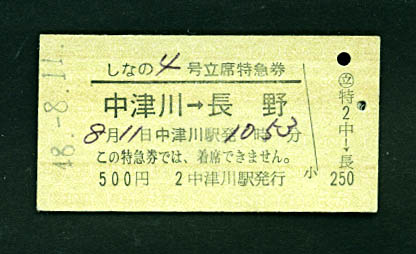 48.-8.11
しなの4号立席特急券
中津川→長野
8月11日中津川駅発10時53分
この特急券では、着席できません。
500円 2中津川駅発行
小
㊣特2中→長
250